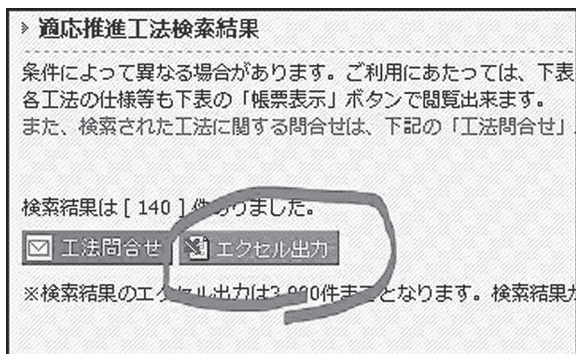 適応推進工法検索結果
条件によって異なる場合があります。ご利用にあたっては、下表
各工法の仕様等も下表の「帳票表示」ボタンで閲覧出来ます。
また、検索された工法に関する問合せは、下記の「工法問合せ」
検索結果は [ 140 ] 件ありました。
工法問合せ エクセル出力
※検索結果のエクセル出力は3,000件までとなります。検索結果が